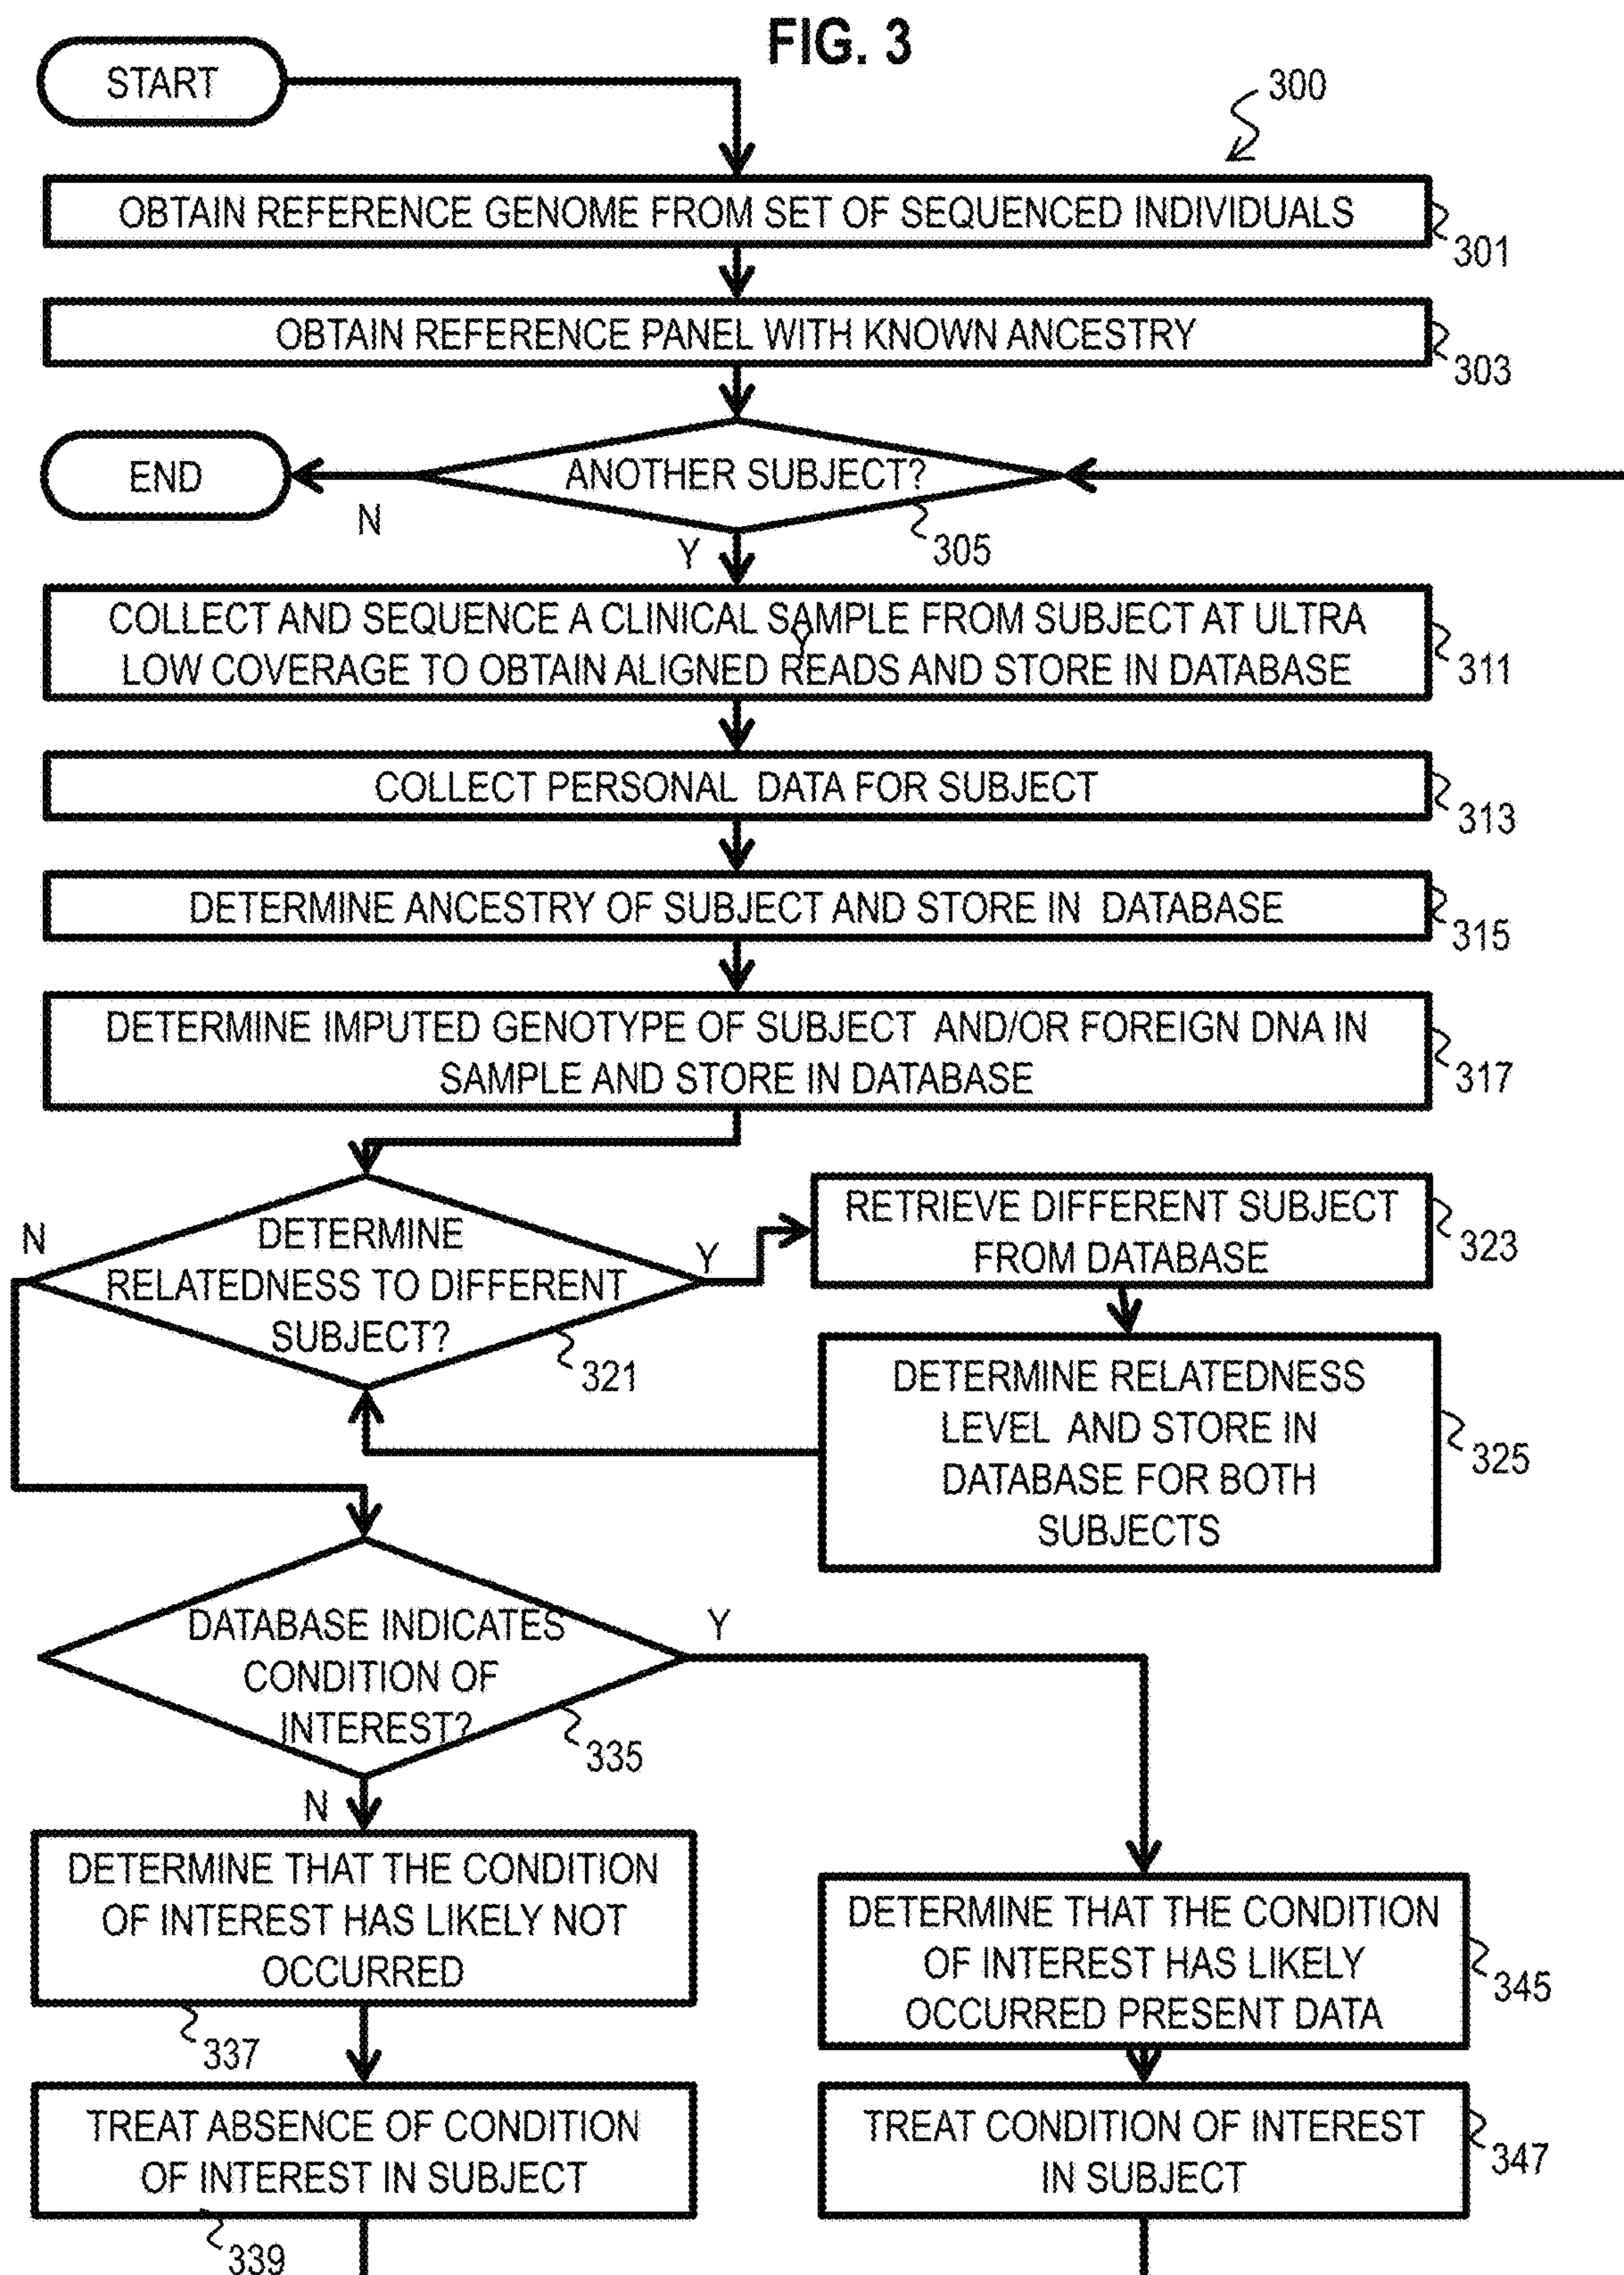 FIG. 3
START
300
OBTAIN REFERENCE GENOME FROM SET OF SEQUENCED INDIVIDUALS
301
OBTAIN REFERENCE PANEL WITH KNOWN ANCESTRY
303
ANOTHER SUBJECT?
END
N
305
Y
COLLECT AND SEQUENCE A CLINICAL SAMPLE FROM SUBJECT AT ULTRA
Y
LOW COVERAGE TO OBTAIN ALIGNED READS AND STORE IN DATABASE
311
COLLECT PERSONAL DATA FOR SUBJECT
313
DETERMINE ANCESTRY OF SUBJECT AND STORE IN DATABASE
315
DETERMINE IMPUTED GENOTYPE OF SUBJECT AND/OR FOREIGN DNA IN
SAMPLE AND STORE IN DATABASE
317
N
DETERMINE
RELATEDNESS TO DIFFERENT
SUBJECT?
321
Y
RETRIEVE DIFFERENT SUBJECT
FROM DATABASE
323
DETERMINE RELATEDNESS
LEVEL AND STORE IN
DATABASE FOR BOTH
SUBJECTS
325
DATABASE INDICATES
CONDITION OF
INTEREST?
335
Y
N
DETERMINE THAT THE CONDITION
OF INTEREST HAS LIKELY NOT
OCCURRED
337
DETERMINE THAT THE CONDITION
OF INTEREST HAS LIKELY
OCCURRED PRESENT DATA
345
TREAT ABSENCE OF CONDITION
OF INTEREST IN SUBJECT
339
TREAT CONDITION OF INTEREST
IN SUBJECT
347